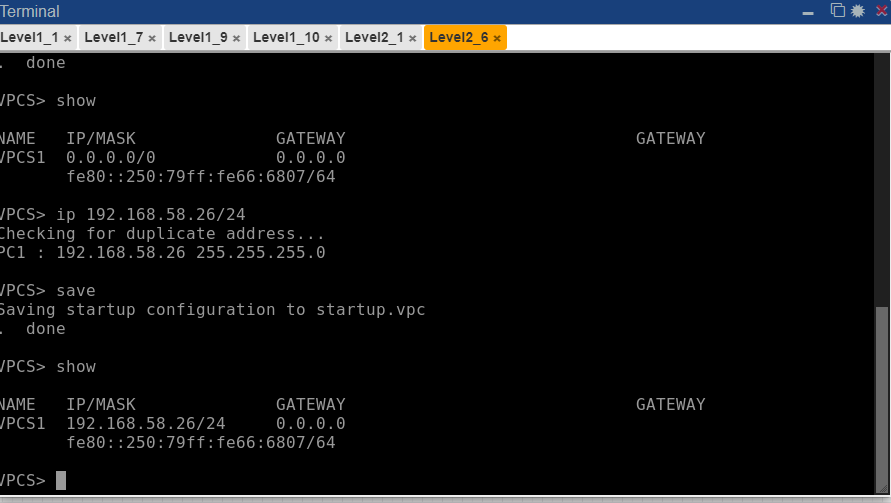 Terminal
Level1_1 × Level1_7 × Level1_9 × Level1_10 × Level2_1 × Level2_6 ×
.  done
VPCS> show
NAME   IP/MASK              GATEWAY                             GATEWAY
VPCS1  0.0.0.0/0            0.0.0.0
       fe80::250:79ff:fe66:6807/64
VPCS> ip 192.168.58.26/24
Checking for duplicate address...
PC1 : 192.168.58.26 255.255.255.0
VPCS> save
Saving startup configuration to startup.vpc
.  done
VPCS> show
NAME   IP/MASK              GATEWAY                             GATEWAY
VPCS1  192.168.58.26/24     0.0.0.0
       fe80::250:79ff:fe66:6807/64
VPCS>